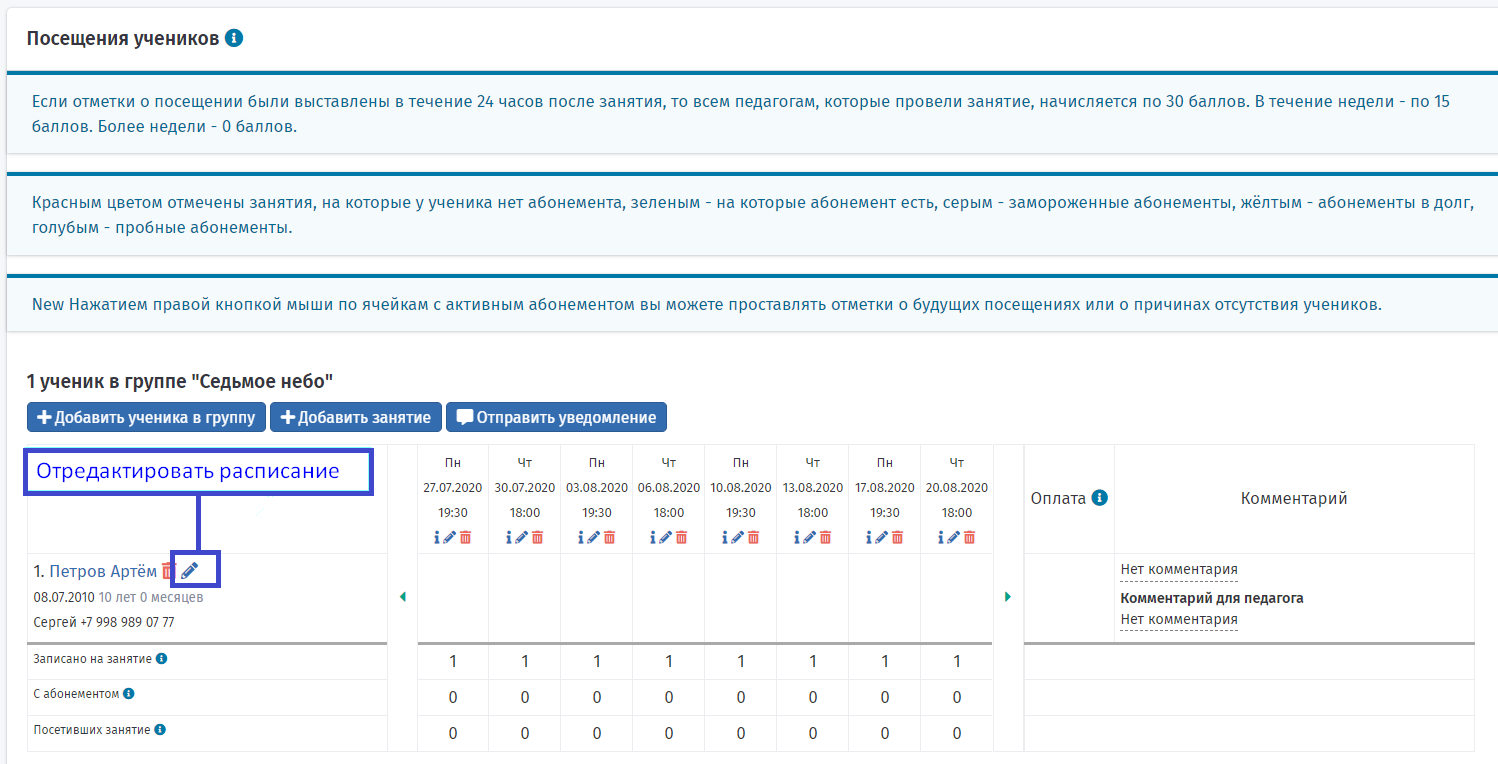 Посещения учеников
Если отметки о посещении были выставлены в течение 24 часов после занятия, то всем педагогам, которые провели занятие, начисляется по 30 баллов. В течение недели - по 15
баллов. Более недели - 0 баллов.
Красным цветом отмечены занятия, на которые у ученика нет абонемента, зеленым - на которые абонемент есть, серым - замороженные абонементы, жёлтым - абонементы в долг,
голубым - пробные абонементы.
New Нажатием правой кнопкой мыши по ячейкам с активным абонементом вы можете проставлять отметки о будущих посещениях или о причинах отсутствия учеников.
1 ученик в группе "Седьмое небо"
Добавить ученика в группу Добавить занятие Отправить уведомление
Отредактировать расписание
Пн Чт Пн Чт Пн Чт Пн Чт
27.07.2020 30.07.2020 03.08.2020 06.08.2020 10.08.2020 13.08.2020 17.08.2020 20.08.2020
19:30 18:00 19:30 18:00 19:30 18:00 19:30 18:00
Оплата Комментарий
1. Петров Артём
08.07.2010 10 лет 0 месяцев
Сергей +7 998 989 07 77
Нет комментария
Комментарий для педагога
Нет комментария
Записано на занятие 1 1 1 1 1 1 1 1
С абонементом 0 0 0 0 0 0 0 0
Посетивших занятие 0 0 0 0 0 0 0 0